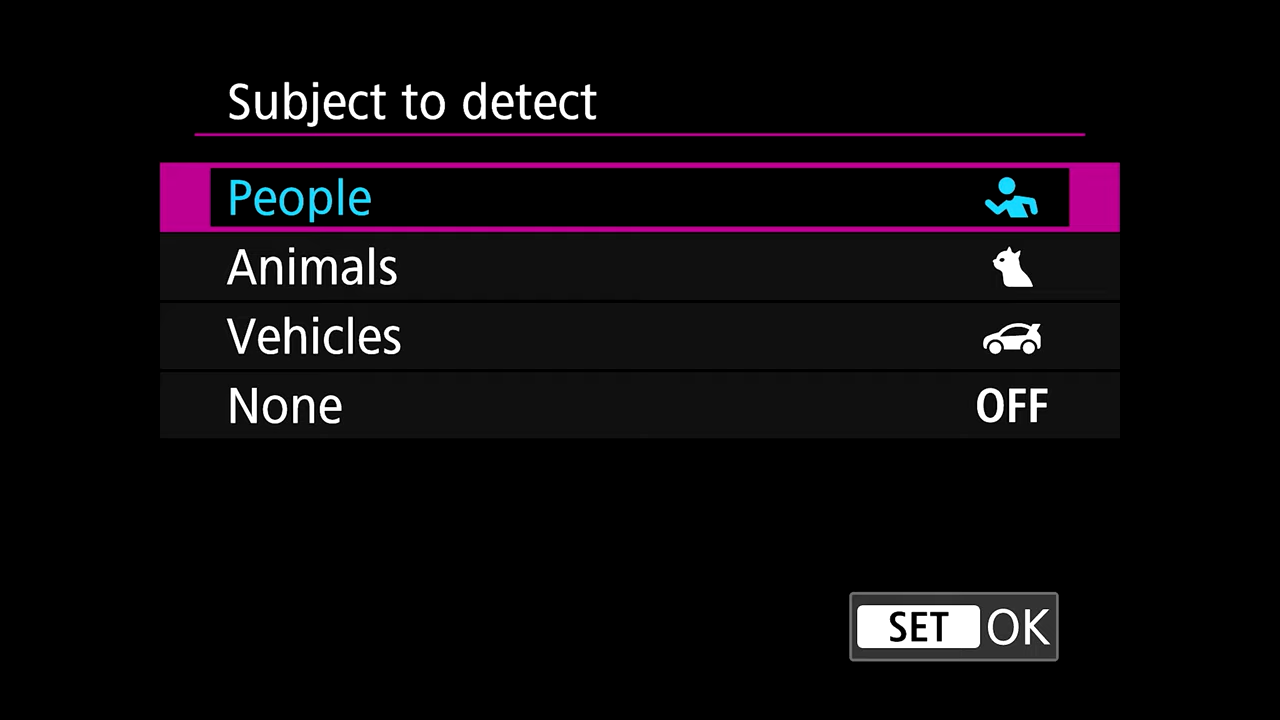 Subject to detect
People
Animals
Vehicles
None OFF
SET OK